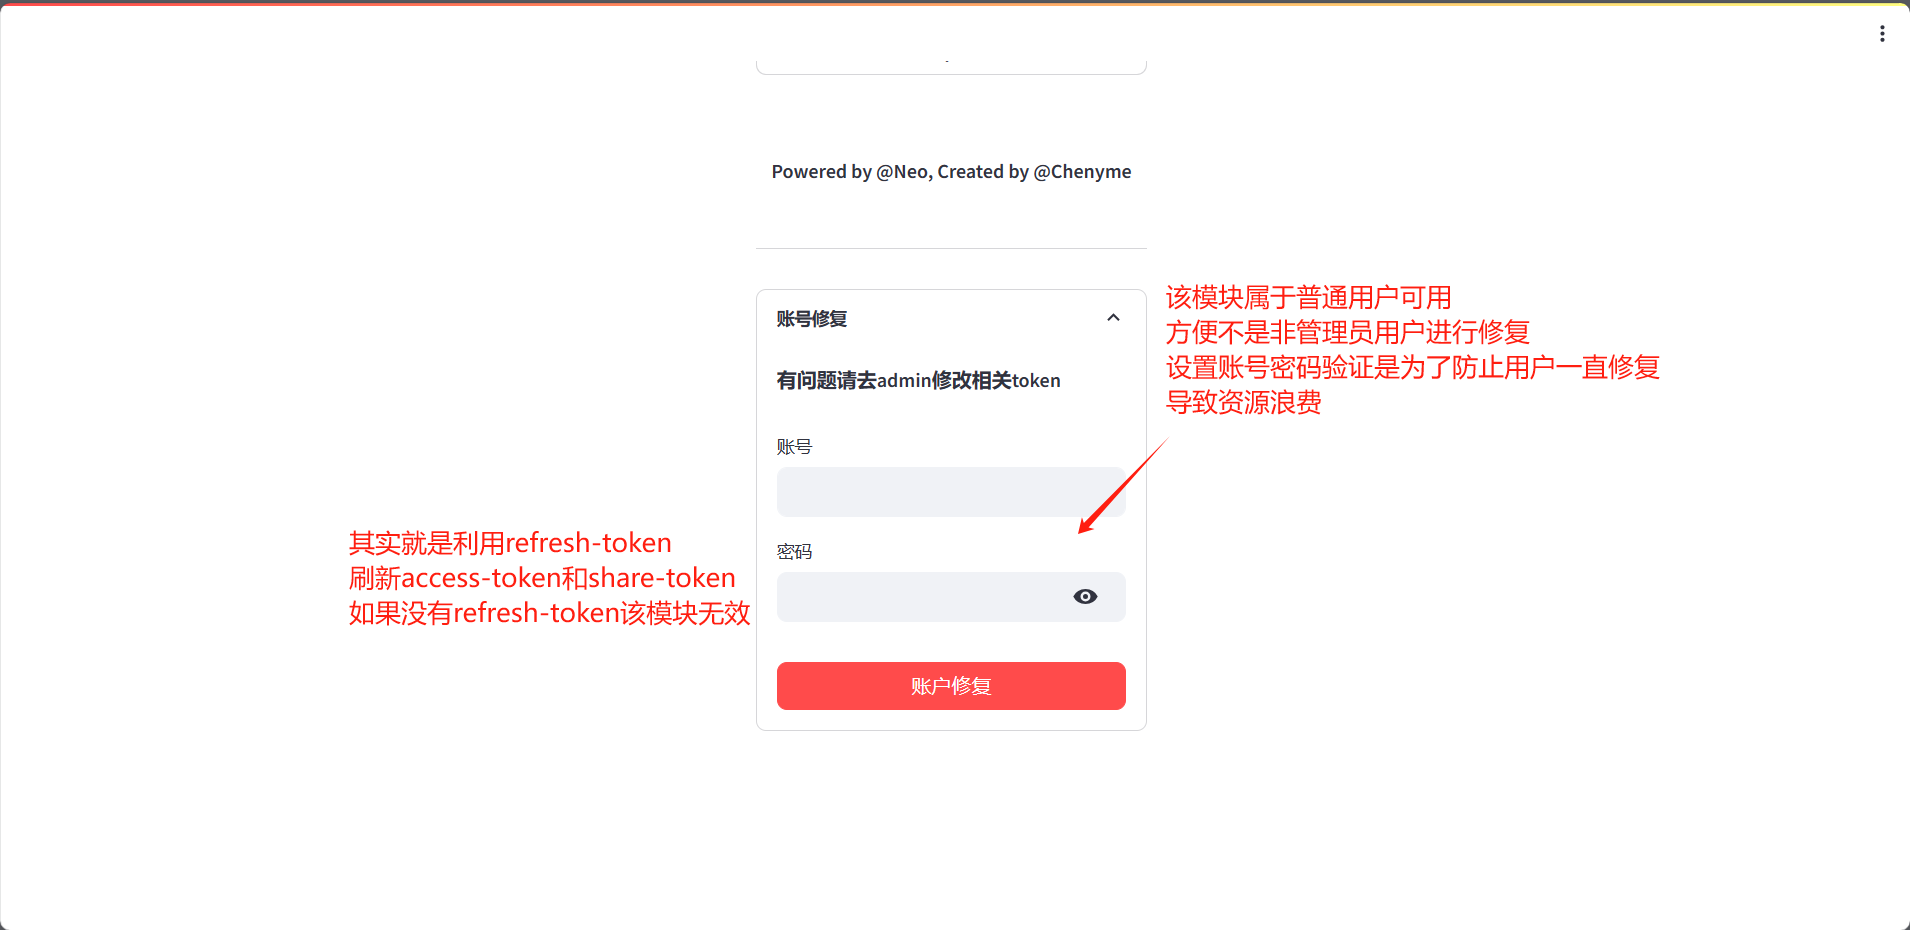 Powered by @Neo, Created by @Chenyme
账号修复
有问题请去admin修改相关token
账号
密码
账户修复
该模块属于普通用户可用
方便不是非管理员用户进行修复
设置账号密码验证是为了防止用户一直修复
导致资源浪费
其实就是利用refresh-token
刷新access-token和share-token
如果没有refresh-token该模块无效